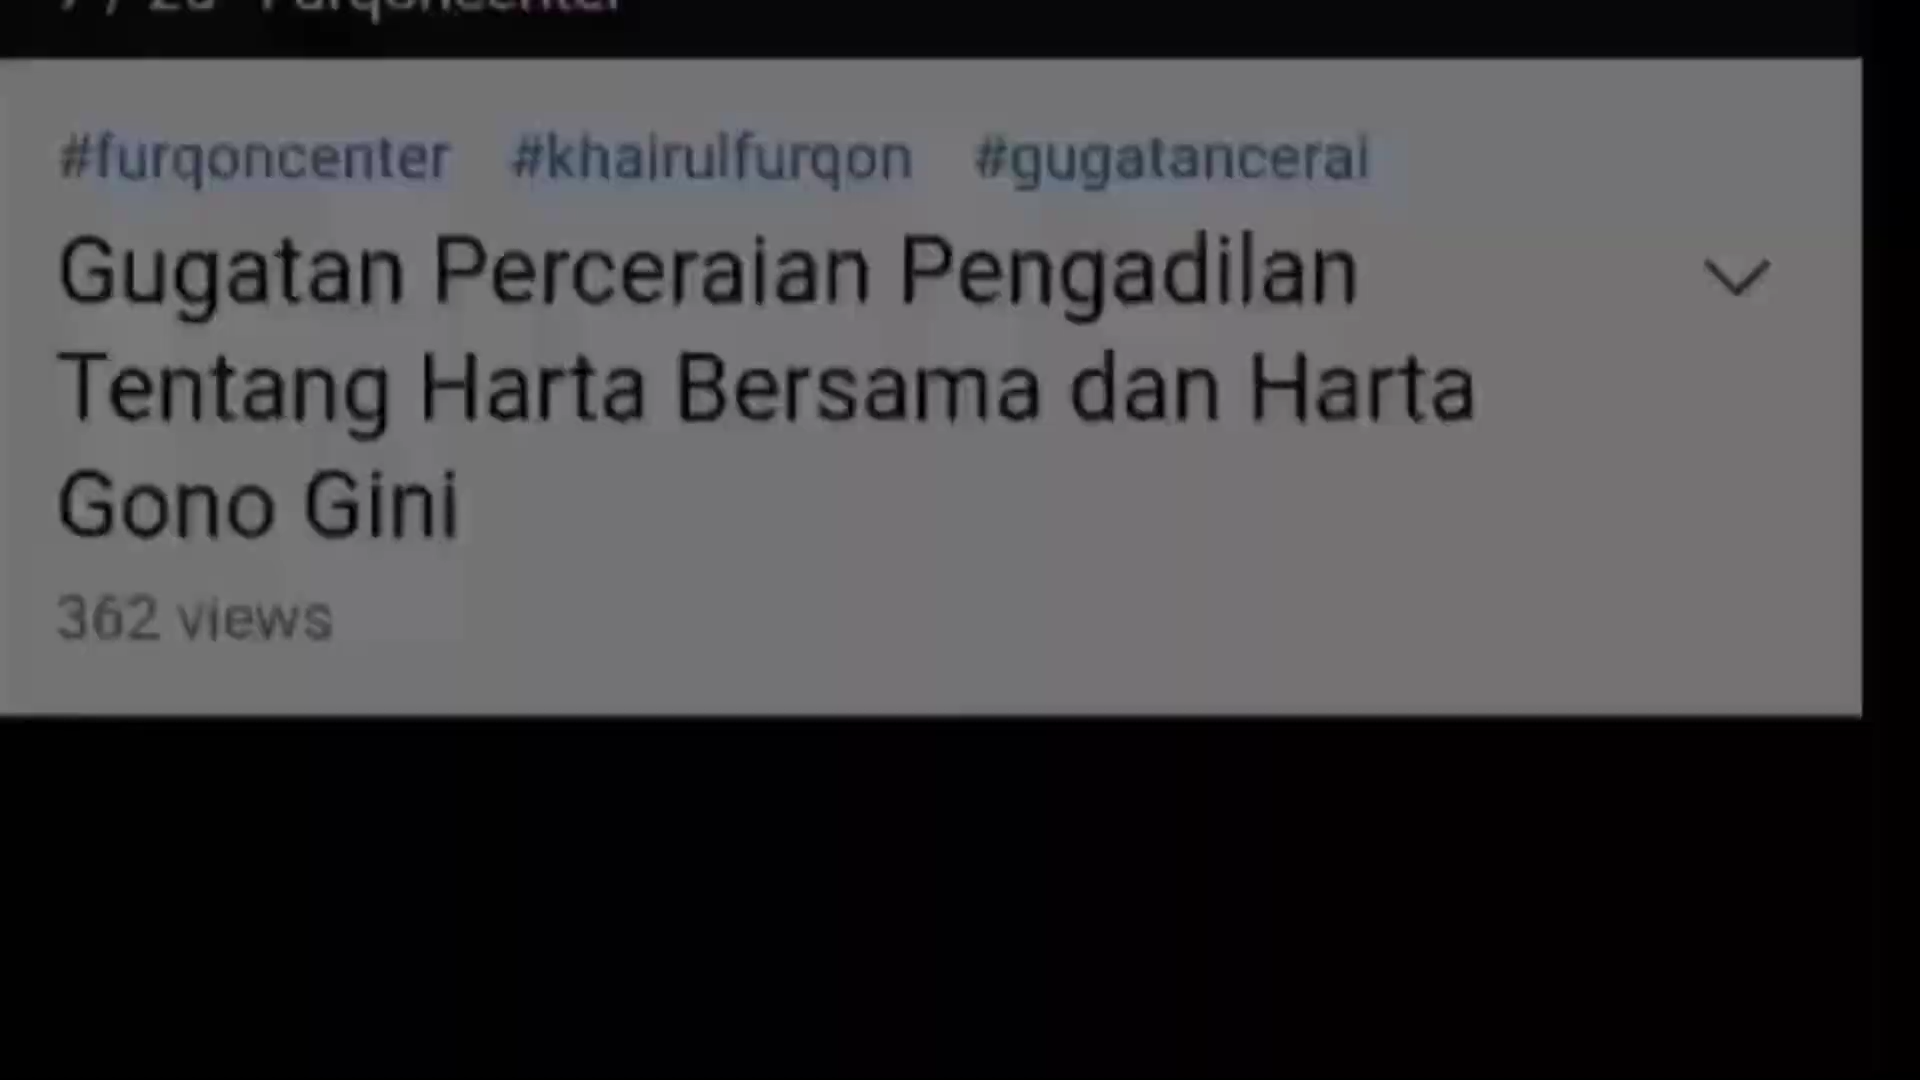 #furqoncenter #khairulfurqon #gugatancerai
Gugatan Perceraian Pengadilan
Tentang Harta Bersama dan Harta
Gono Gini
362 views